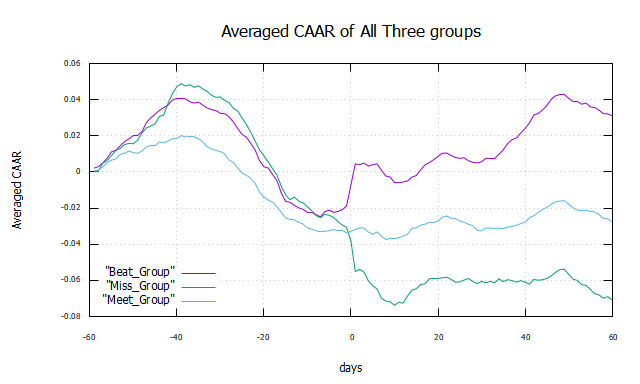 Averaged CAAR of All Three groups
0.06
0.04
0.02
0
-0.02
-0.04
-0.06
-0.08
Averaged CAAR
"Beat_Group"
"Miss_Group"
"Meet_Group"
-60 -40 -20 0 20 40 60
days